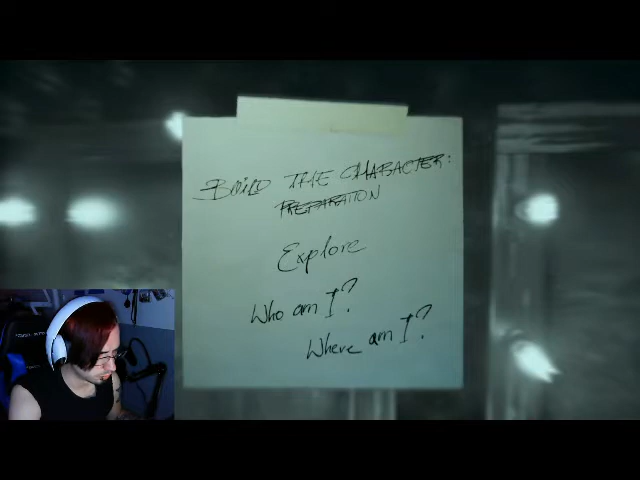 BUILD THE CHARACTER:
PREPARATION
Explore
Who am I?
Where am I?